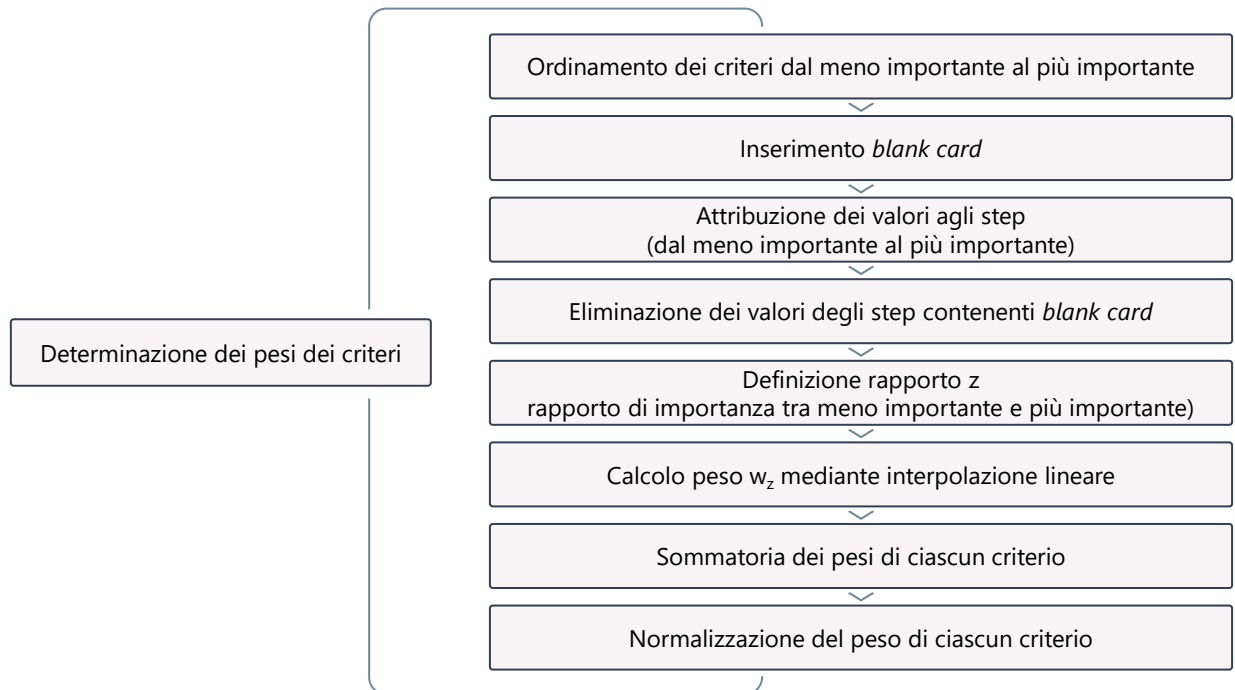 Ordinamento dei criteri dal meno importante al più importante
Inserimento blank card
Attribuzione dei valori agli step
(dal meno importante al più importante)
Eliminazione dei valori degli step contenenti blank card
Determinazione dei pesi dei criteri
Definizione rapporto z
rapporto di importanza tra meno importante e più importante)
Calcolo peso wz mediante interpolazione lineare
Sommatoria dei pesi di ciascun criterio
Normalizzazione del peso di ciascun criterio